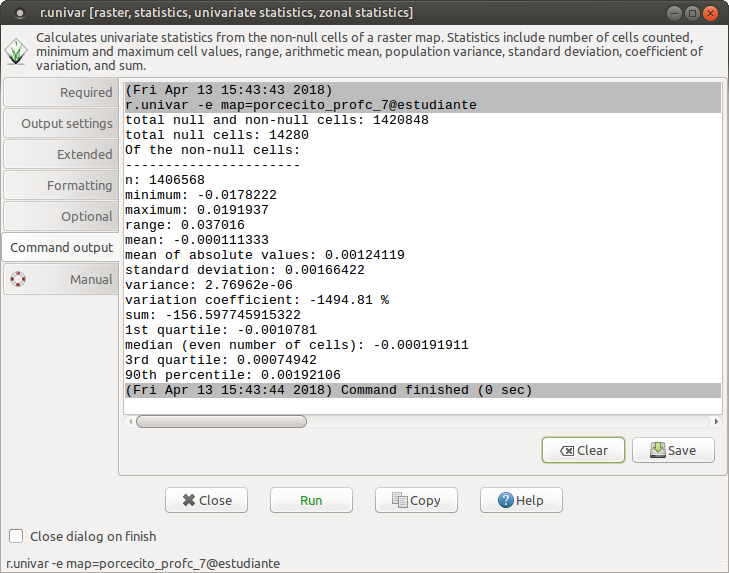 r.univar [raster, statistics, univariate statistics, zonal statistics]
Calculates univariate statistics from the non-null cells of a raster map. Statistics include number of cells counted,
minimum and maximum cell values, range, arithmetic mean, population variance, standard deviation, coefficient of
variation, and sum.
Required
Output settings
Extended
Formatting
Optional
Command output
Manual
(Fri Apr 13 15:43:43 2018)
r.univar -e map=porcecito_profc_7@estudiante
total null and non-null cells: 1420848
total null cells: 14280
Of the non-null cells:
----------------------
n: 1406568
minimum: -0.0178222
maximum: 0.0191937
range: 0.037016
mean: -0.000111333
mean of absolute values: 0.00124119
standard deviation: 0.00166422
variance: 2.76962e-06
variation coefficient: -1494.81 %
sum: -156.597745915322
1st quartile: -0.0010781
median (even number of cells): -0.000191911
3rd quartile: 0.00074942
90th percentile: 0.00192106
(Fri Apr 13 15:43:44 2018) Command finished (0 sec)
Clear
Save
Close
Run
Copy
Help
Close dialog on finish
r.univar -e map=porcecito_profc_7@estudiante